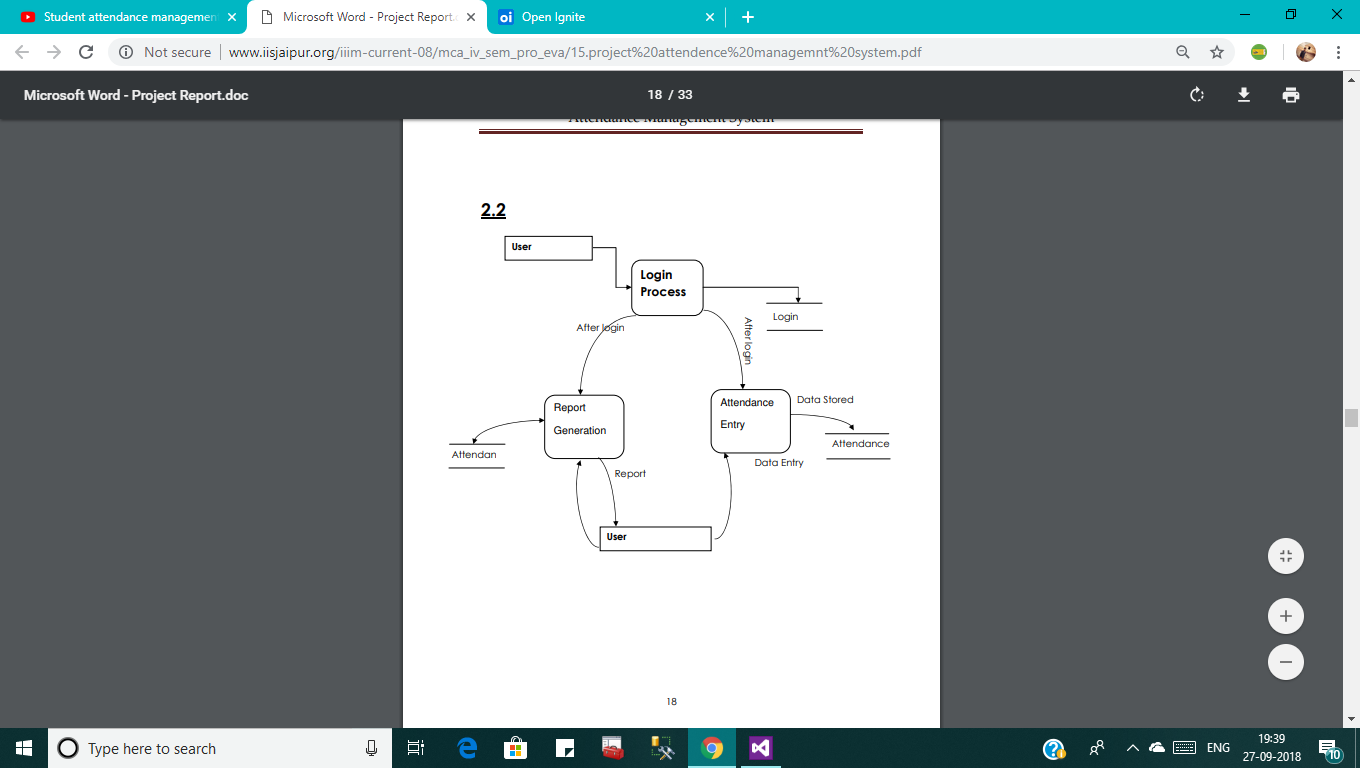 Student attendance managemen
Microsoft Word - Project Report.
Open Ignite
Not secure
www.iisjaipur.org/iiim-current-08/mca_iv_sem_pro_eva/15.project%20attendence%20managemnt%20system.pdf
Microsoft Word - Project Report.doc
18 / 33
Attendance Management System
2.2
User
Login
Process
Login
After login
After login
Report
Generation
Attendance
Entry
Data Stored
Attendance
Attendan
Data Entry
Report
User
18
Type here to search
ENG
19:39
27-09-2018
10